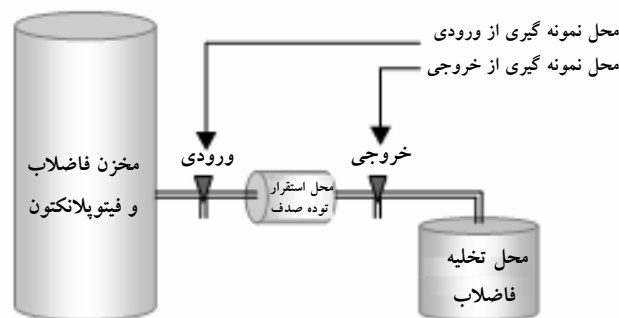 محل نمونه گیری از ورودی
محل نمونه گیری از خروجی
ورودی
خروجی
مخزن فاضلاب
و فیتوپلانکتون
محل استقرار
توده صدف
محل تخلیه
فاضلاب